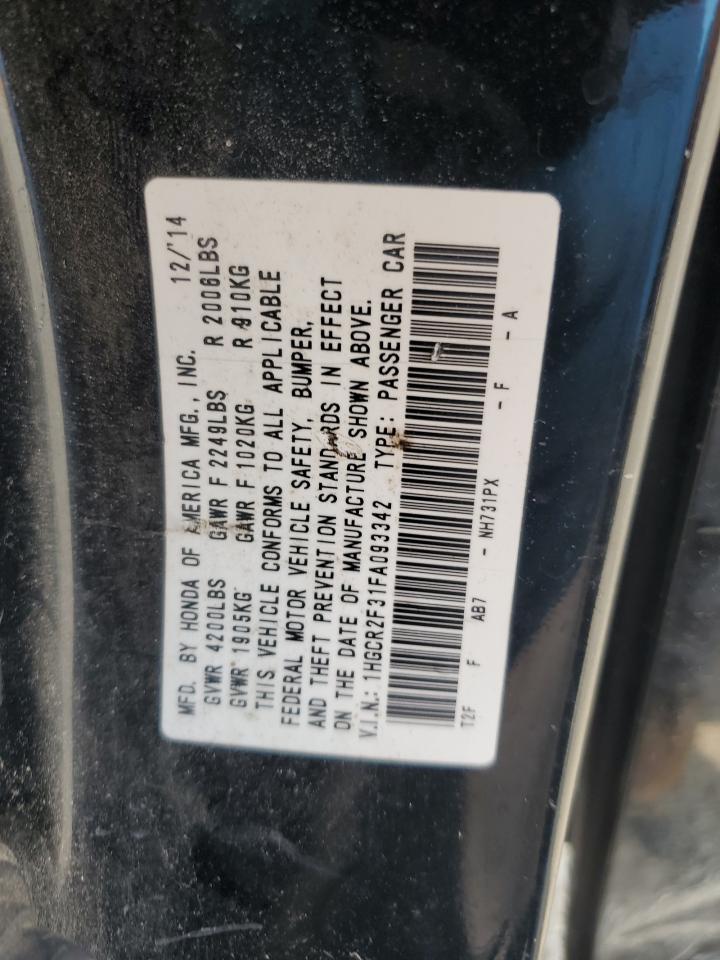 MFD. BY HONDA OF AMERICA MFG., INC. 12/'14
GVWR 4200LBS GAWR F 2249LBS R 2006LBS
GVWR 1905KG GAWR F 1020KG R 910KG
THIS VEHICLE CONFORMS TO ALL APPLICABLE
FEDERAL MOTOR VEHICLE SAFETY, BUMPER,
AND THEFT PREVENTION STANDARDS IN EFFECT
ON THE DATE OF MANUFACTURE SHOWN ABOVE.
V.I.N.: 1HGCR2F31FA093342 TYPE: PASSENGER CAR
T2F F AB7 - NH731PX - F - A